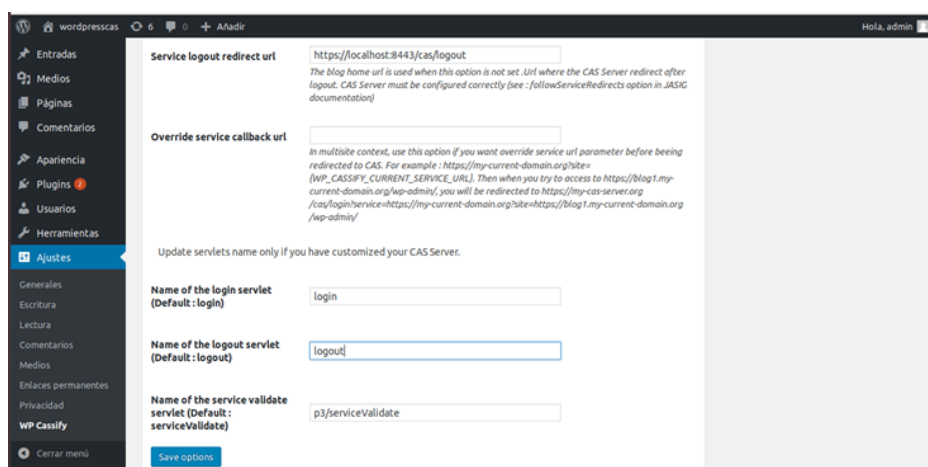 wordpresscas 6 0 + Añadir Hola, admin
Entradas
Medios
Páginas
Comentarios
Apariencia
Plugins 2
Usuarios
Herramientas
Ajustes
Generales
Escritura
Lectura
Comentarios
Medios
Enlaces permanentes
Privacidad
WP Cassify
Cerrar menú
Service logout redirect url
https://localhost:8443/cas/logout
The blog home url is used when this option is not set .Url where the CAS Server redirect after
logout. CAS Server must be configured correctly (see : followServiceRedirects option in JASIG
documentation)
Override service callback url
In multisite context, use this option if you want override service url parameter before beeing
redirected to CAS. For example : https://my-current-domain.org?site=
{WP_CASSIFY_CURRENT_SERVICE_URL}. Then when you try to access to https://blog1.my-
current-domain.org/wp-admin/, you will be redirected to https://my-cas-server.org
/cas/login?service=https://my-current-domain.org?site=https://blog1.my-current-domain.org
/wp-admin/
Update servlets name only if you have customized your CAS Server.
Name of the login servlet
(Default : login)
login
Name of the logout servlet
(Default : logout)
logout
Name of the service validate
servlet (Default :
serviceValidate)
p3/serviceValidate
Save options